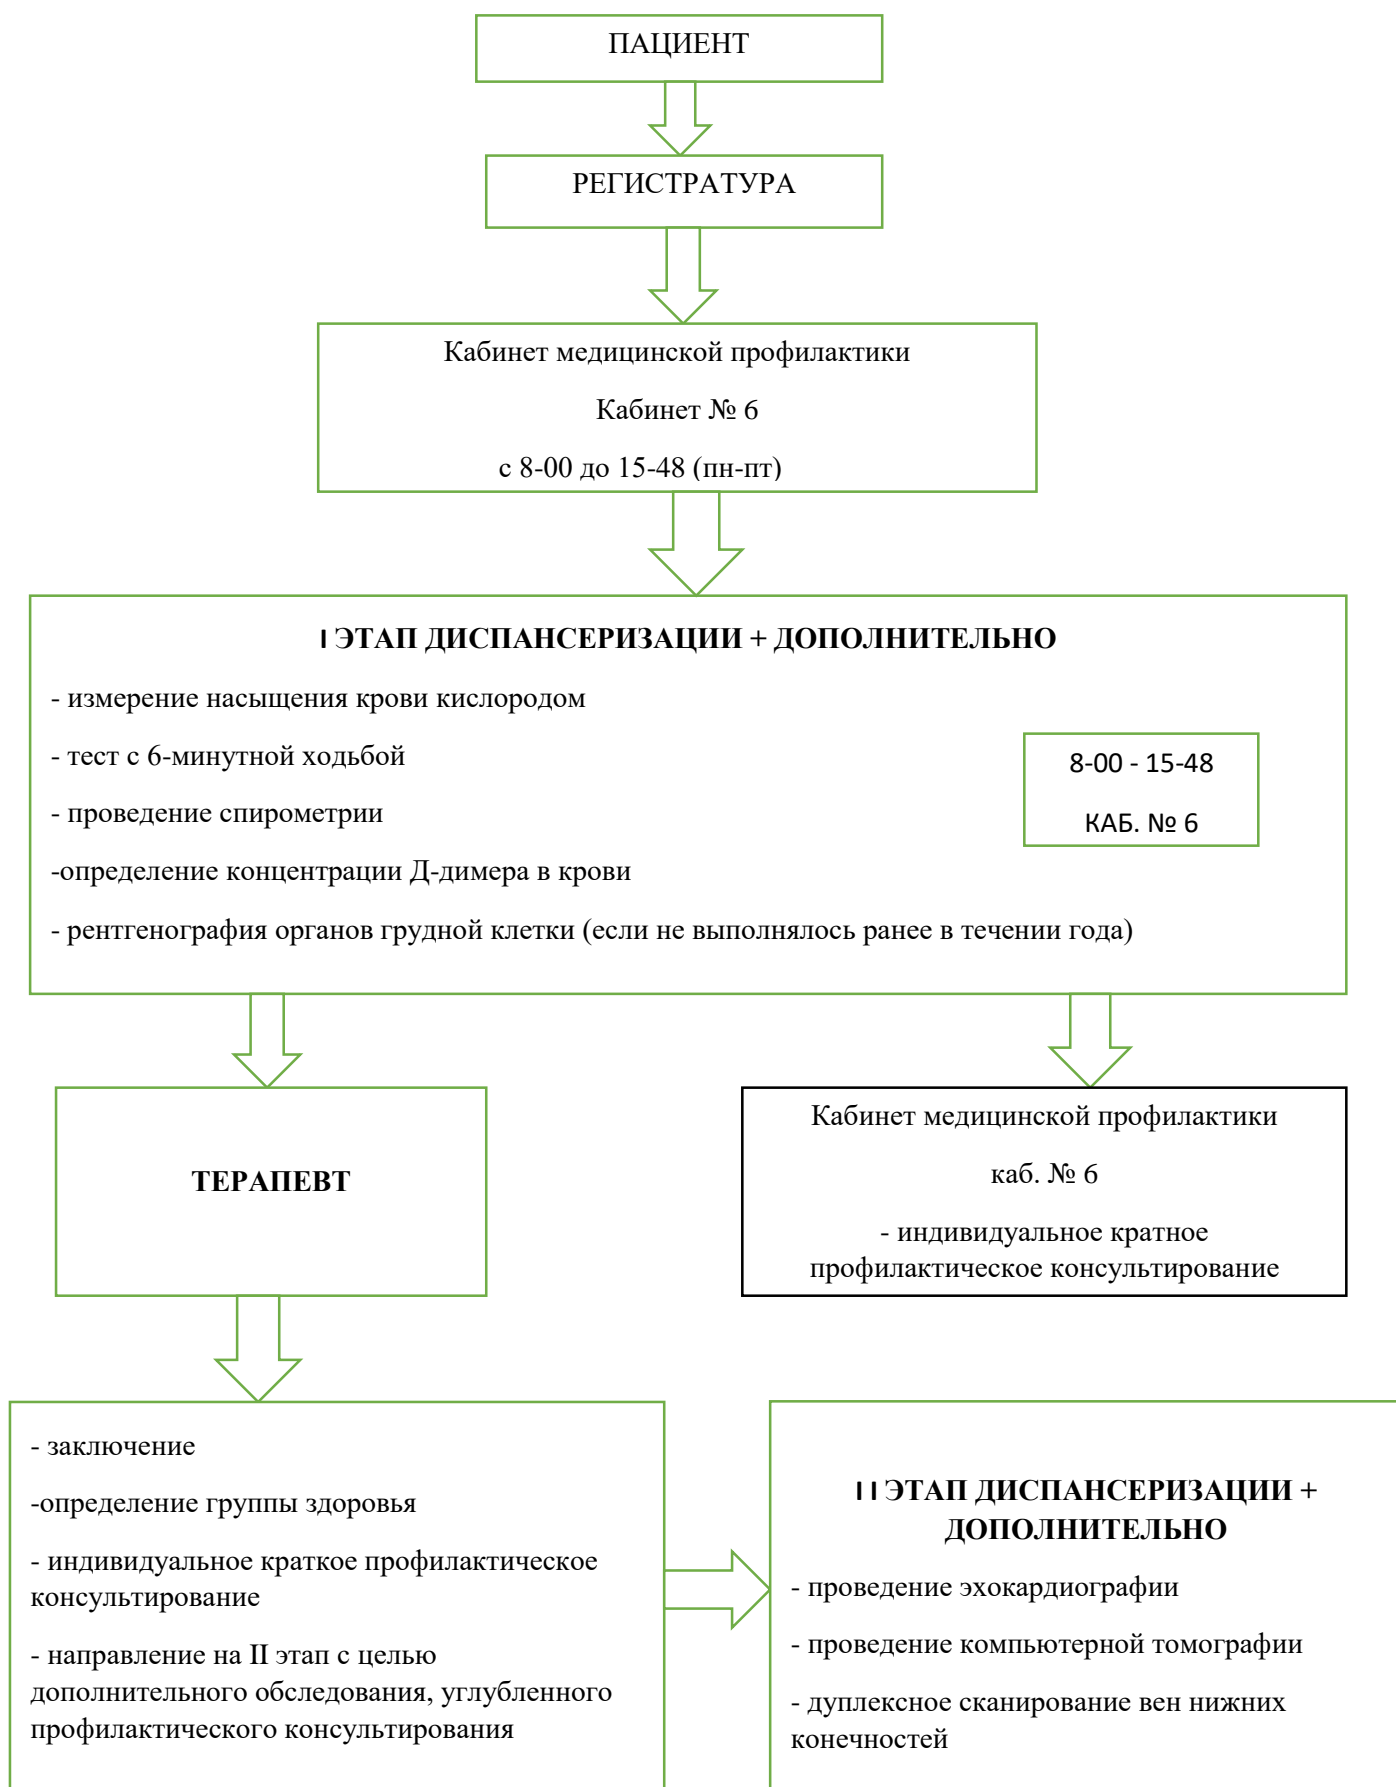 ПАЦИЕНТ
РЕГИСТРАТУРА
Кабинет медицинской профилактики
Кабинет № 6
с 8-00 до 15-48 (пн-пт)
I ЭТАП ДИСПАНСЕРИЗАЦИИ + ДОПОЛНИТЕЛЬНО
- измерение насыщения крови кислородом
- тест с 6-минутной ходьбой
- проведение спирометрии
-определение концентрации Д-димера в крови
- рентгенография органов грудной клетки (если не выполнялось ранее в течении года)
8-00 - 15-48
КАБ. № 6
ТЕРАПЕВТ
Кабинет медицинской профилактики
каб. № 6
- индивидуальное кратное
профилактическое консультирование
- заключение
-определение группы здоровья
- индивидуальное краткое профилактическое
консультирование
- направление на II этап с целью
дополнительного обследования, углубленного
профилактического консультирования
I I ЭТАП ДИСПАНСЕРИЗАЦИИ +
ДОПОЛНИТЕЛЬНО
- проведение эхокардиографии
- проведение компьютерной томографии
- дуплексное сканирование вен нижних
конечностей